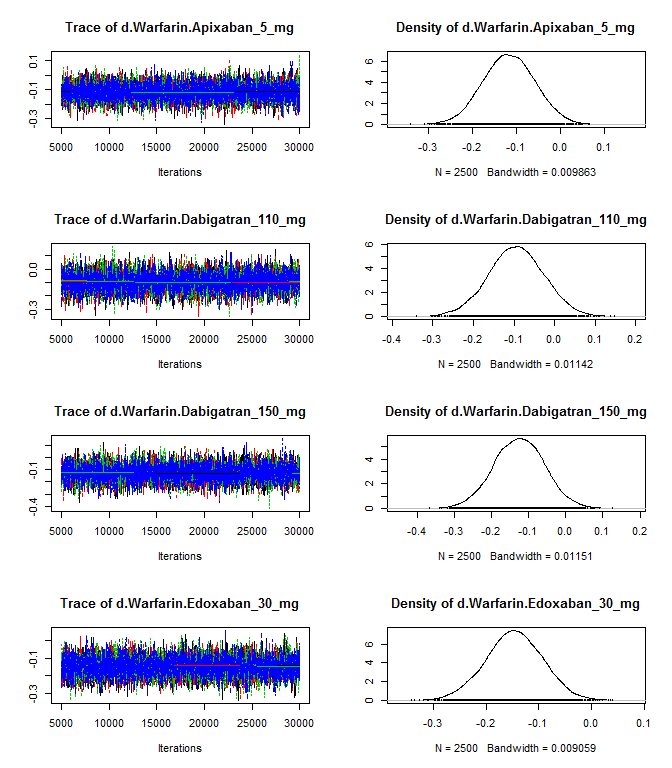 Trace of d.Warfarin.Apixaban_5_mg
Density of d.Warfarin.Apixaban_5_mg
0.1
-0.1
-0.3
5000 10000 15000 20000 25000 30000
Iterations
6
4
2
0
-0.3 -0.2 -0.1 0.0 0.1
N = 2500 Bandwidth = 0.009863
Trace of d.Warfarin.Dabigatran_110_mg
Density of d.Warfarin.Dabigatran_110_mg
0.0
-0.3
5000 10000 15000 20000 25000 30000
Iterations
6
4
2
0
-0.4 -0.3 -0.2 -0.1 0.0 0.1 0.2
N = 2500 Bandwidth = 0.01142
Trace of d.Warfarin.Dabigatran_150_mg
Density of d.Warfarin.Dabigatran_150_mg
-0.1
-0.4
5000 10000 15000 20000 25000 30000
Iterations
4
2
0
-0.4 -0.3 -0.2 -0.1 0.0 0.1 0.2
N = 2500 Bandwidth = 0.01151
Trace of d.Warfarin.Edoxaban_30_mg
Density of d.Warfarin.Edoxaban_30_mg
-0.1
-0.3
5000 10000 15000 20000 25000 30000
Iterations
6
4
2
0
-0.3 -0.2 -0.1 0.0 0.1
N = 2500 Bandwidth = 0.009059